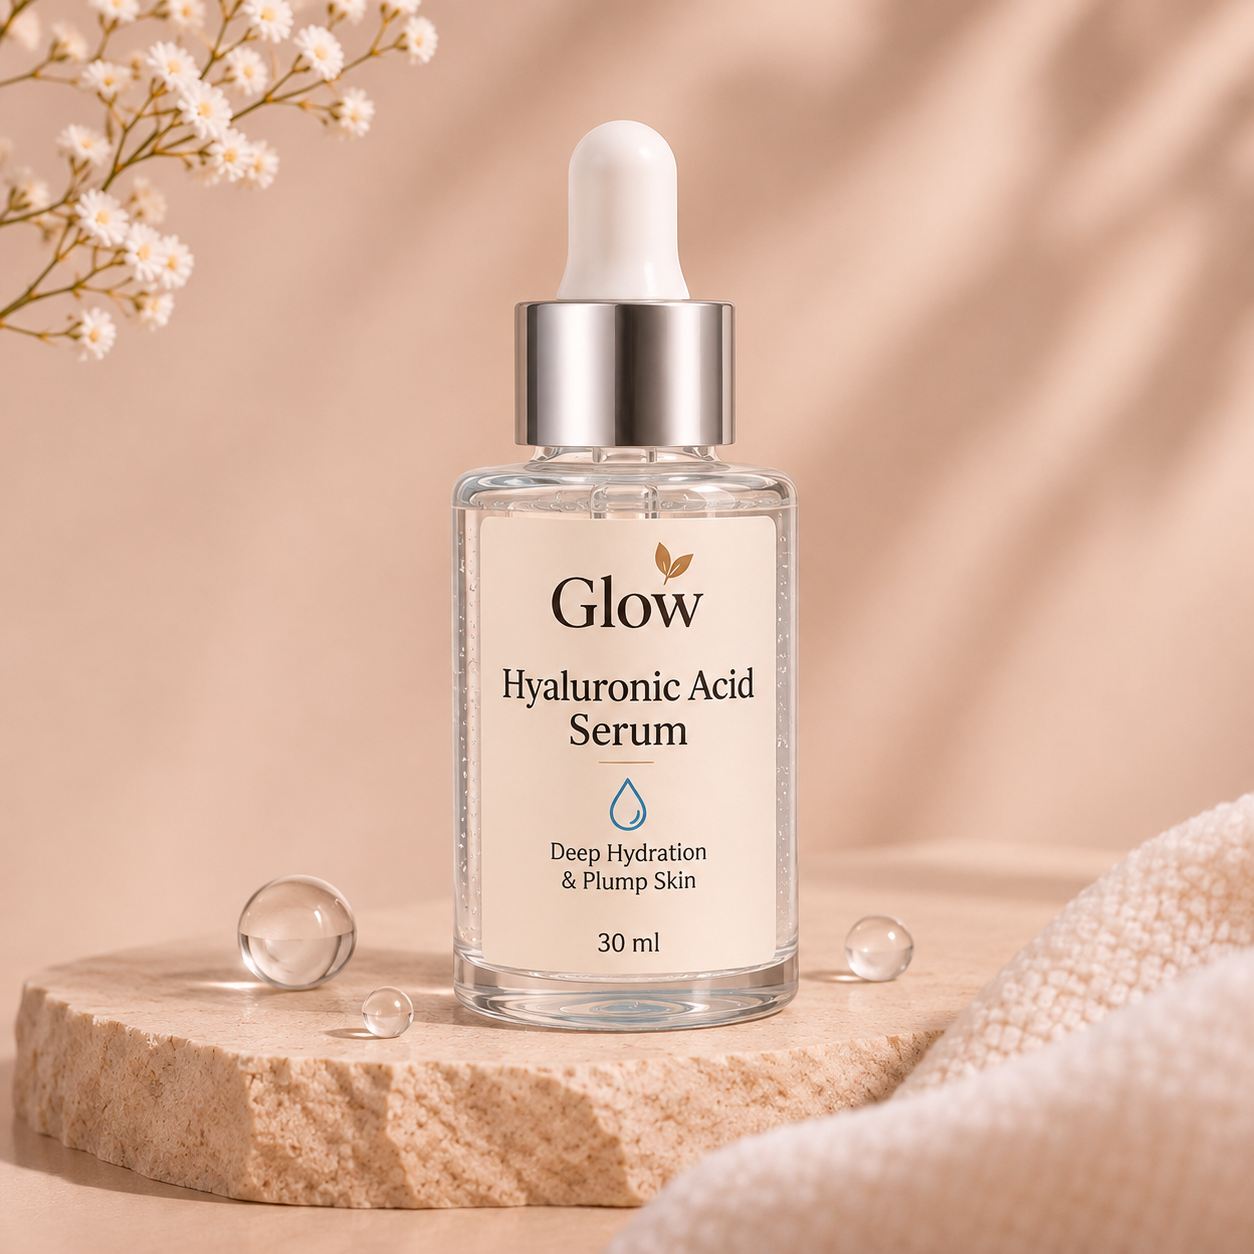 Glow
Hyaluronic Acid
Serum
Deep Hydration
& Plump Skin
30 ml